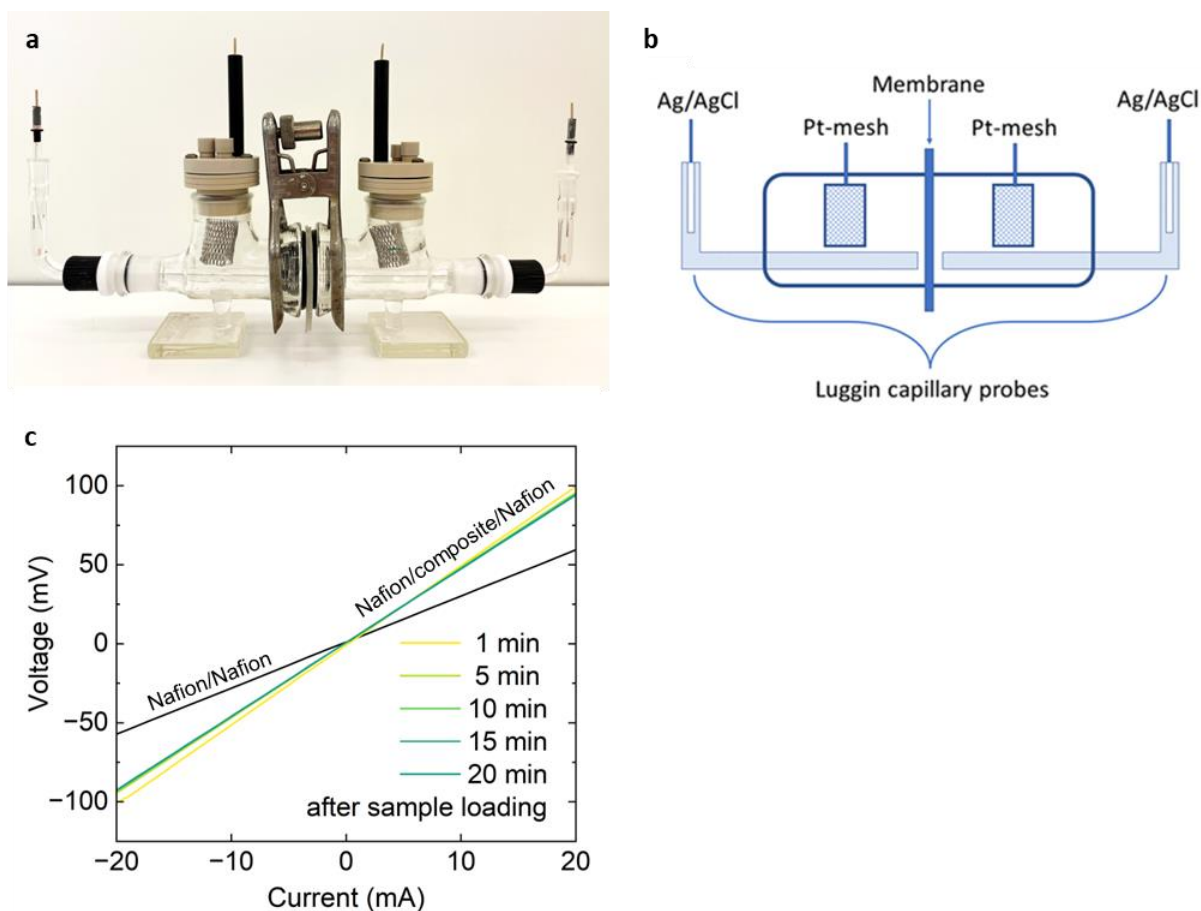 a
b
Membrane
Ag/AgCl
Ag/AgCl
Pt-mesh
Pt-mesh
Luggin capillary probes
c
100
50
0
−50
−100
Voltage (mV)
Nafion/composite/Nafion
Nafion/Nafion
1 min
5 min
10 min
15 min
20 min
after sample loading
−20
−10
0
10
20
Current (mA)